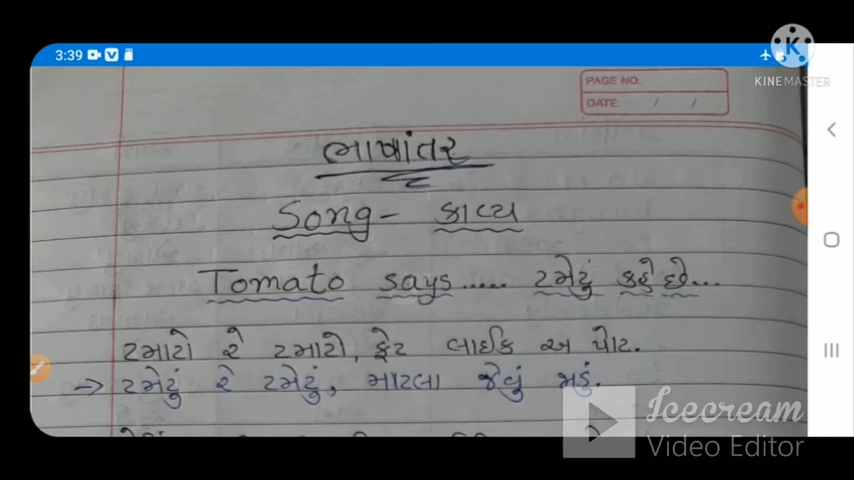 3:39
KINEMASTER
PAGE NO.
DATE: / /
ભાષાંતર
Song - કાવ્ય
Tomato says..... ટમેટું કહે છે...
ટમાટો રે ટમાટો, ફેટ લાઈક અ પોટ.
→ ટમેટું રે ટમેટું, માટલા જેવું જાડું.
Icecream
Video Editor